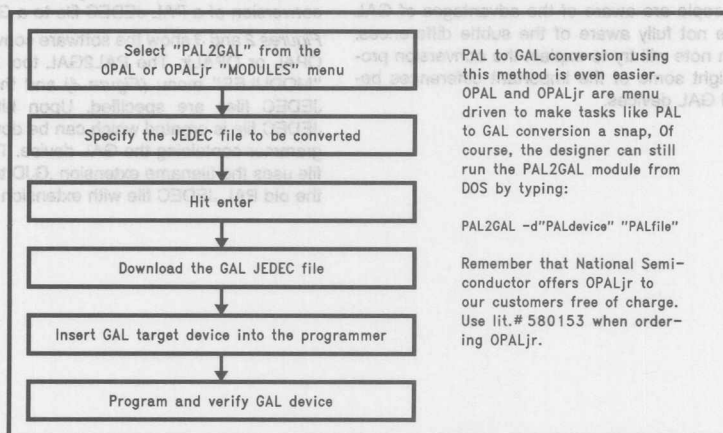 Select "PAL2GAL" from the
OPAL or OPALjr "MODULES" menu
Specify the JEDEC file to be converted
Hit enter
Download the GAL JEDEC file
Insert GAL target device into the programmer
Program and verify GAL device
PAL to GAL conversion using
this method is even easier.
OPAL and OPALjr are menu
driven to make tasks like PAL
to GAL conversion a snap, Of
course, the designer can still
run the PAL2GAL module from
DOS by typing:
PAL2GAL -d"PALdevice" "PALfile"
Remember that National Semi-
conductor offers OPALjr to
our customers free of charge.
Use lit.# 580153 when order-
ing OPALjr.